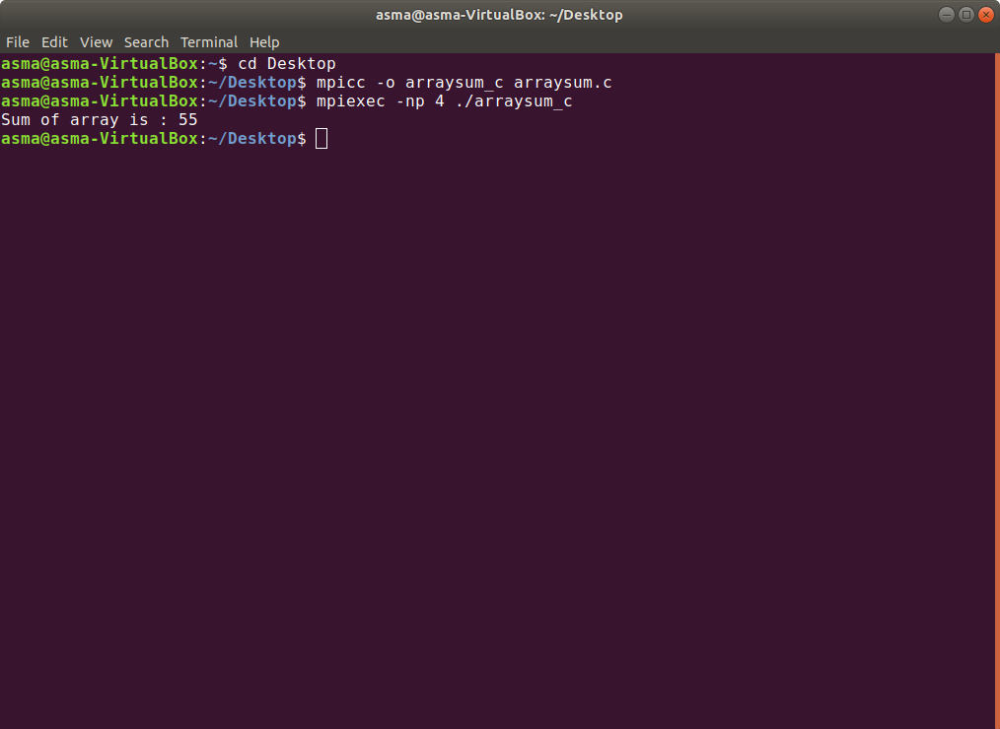 asma@asma-VirtualBox: ~/Desktop
File Edit View Search Terminal Help
asma@asma-VirtualBox:~$ cd Desktop
asma@asma-VirtualBox:~/Desktop$ mpicc -o arraysum_c arraysum.c
asma@asma-VirtualBox:~/Desktop$ mpiexec -np 4 ./arraysum_c
Sum of array is : 55
asma@asma-VirtualBox:~/Desktop$